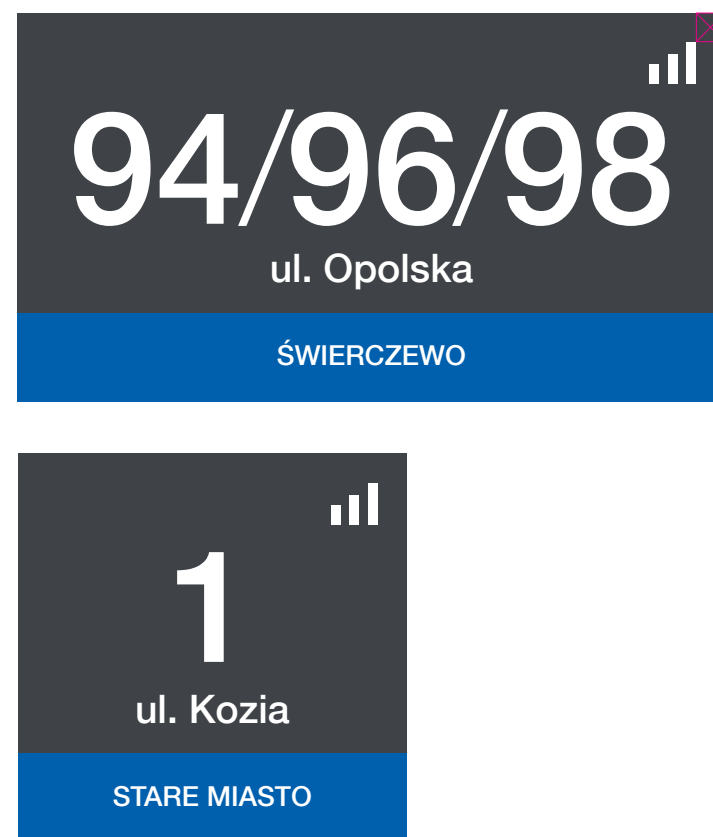 94/96/98
ul. Opolska
ŚWIERCZEWO
1
ul. Kozia
STARE MIASTO